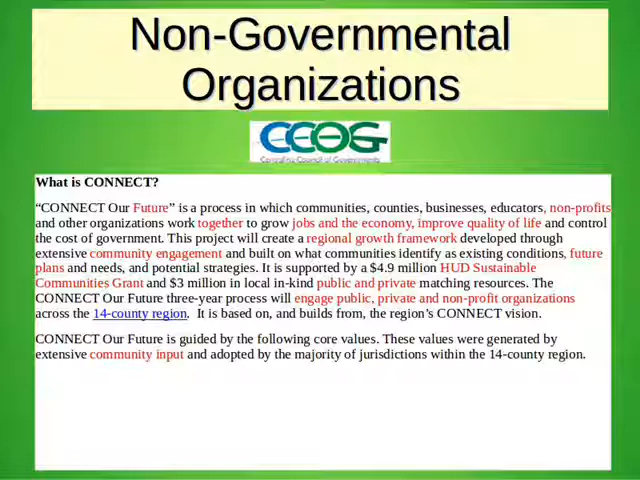 Non-Governmental
Organizations
CCOG
Centralina Council of Governments
What is CONNECT?
“CONNECT Our Future” is a process in which communities, counties, businesses, educators, non-profits
and other organizations work together to grow jobs and the economy, improve quality of life and control
the cost of government. This project will create a regional growth framework developed through
extensive community engagement and built on what communities identify as existing conditions, future
plans and needs, and potential strategies. It is supported by a $4.9 million HUD Sustainable
Communities Grant and $3 million in local in-kind public and private matching resources. The
CONNECT Our Future three-year process will engage public, private and non-profit organizations
across the 14-county region. It is based on, and builds from, the region’s CONNECT vision.
CONNECT Our Future is guided by the following core values. These values were generated by
extensive community input and adopted by the majority of jurisdictions within the 14-county region.